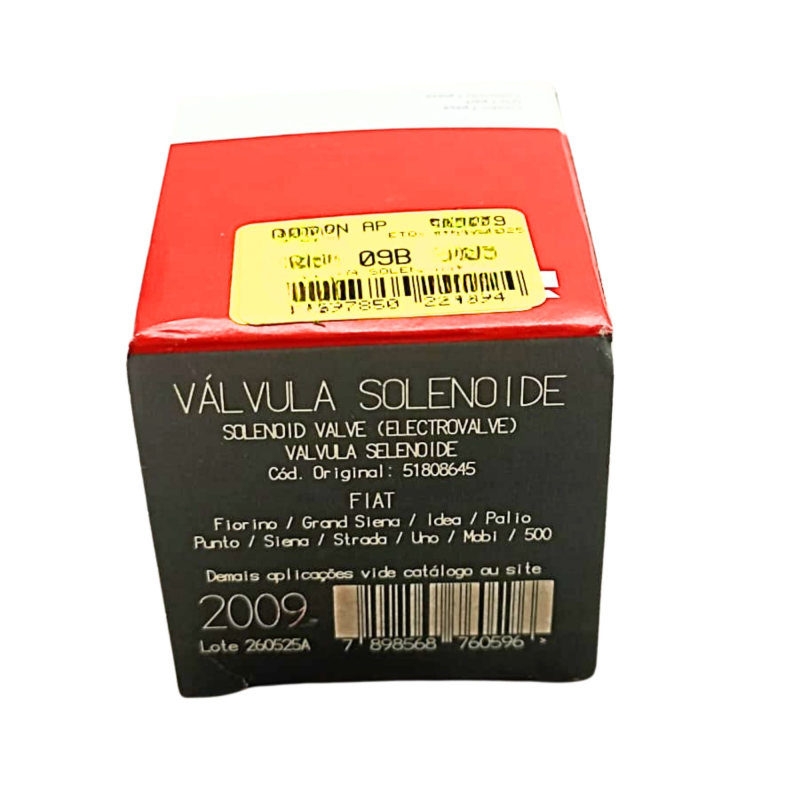 09B
VÁLVULA SOLENOIDE
SOLENOID VALVE (ELECTROVALVE)
VALVULA SELENOIDE
Cód. Original: 51808645
FIAT
Fiorino / Grand Siena / Idea / Palio
Punto / Siena / Strada / Uno / Mobi / 500
Demais aplicações vide catálogo ou site
2009
Lote 260525A
7 898568 760596 >